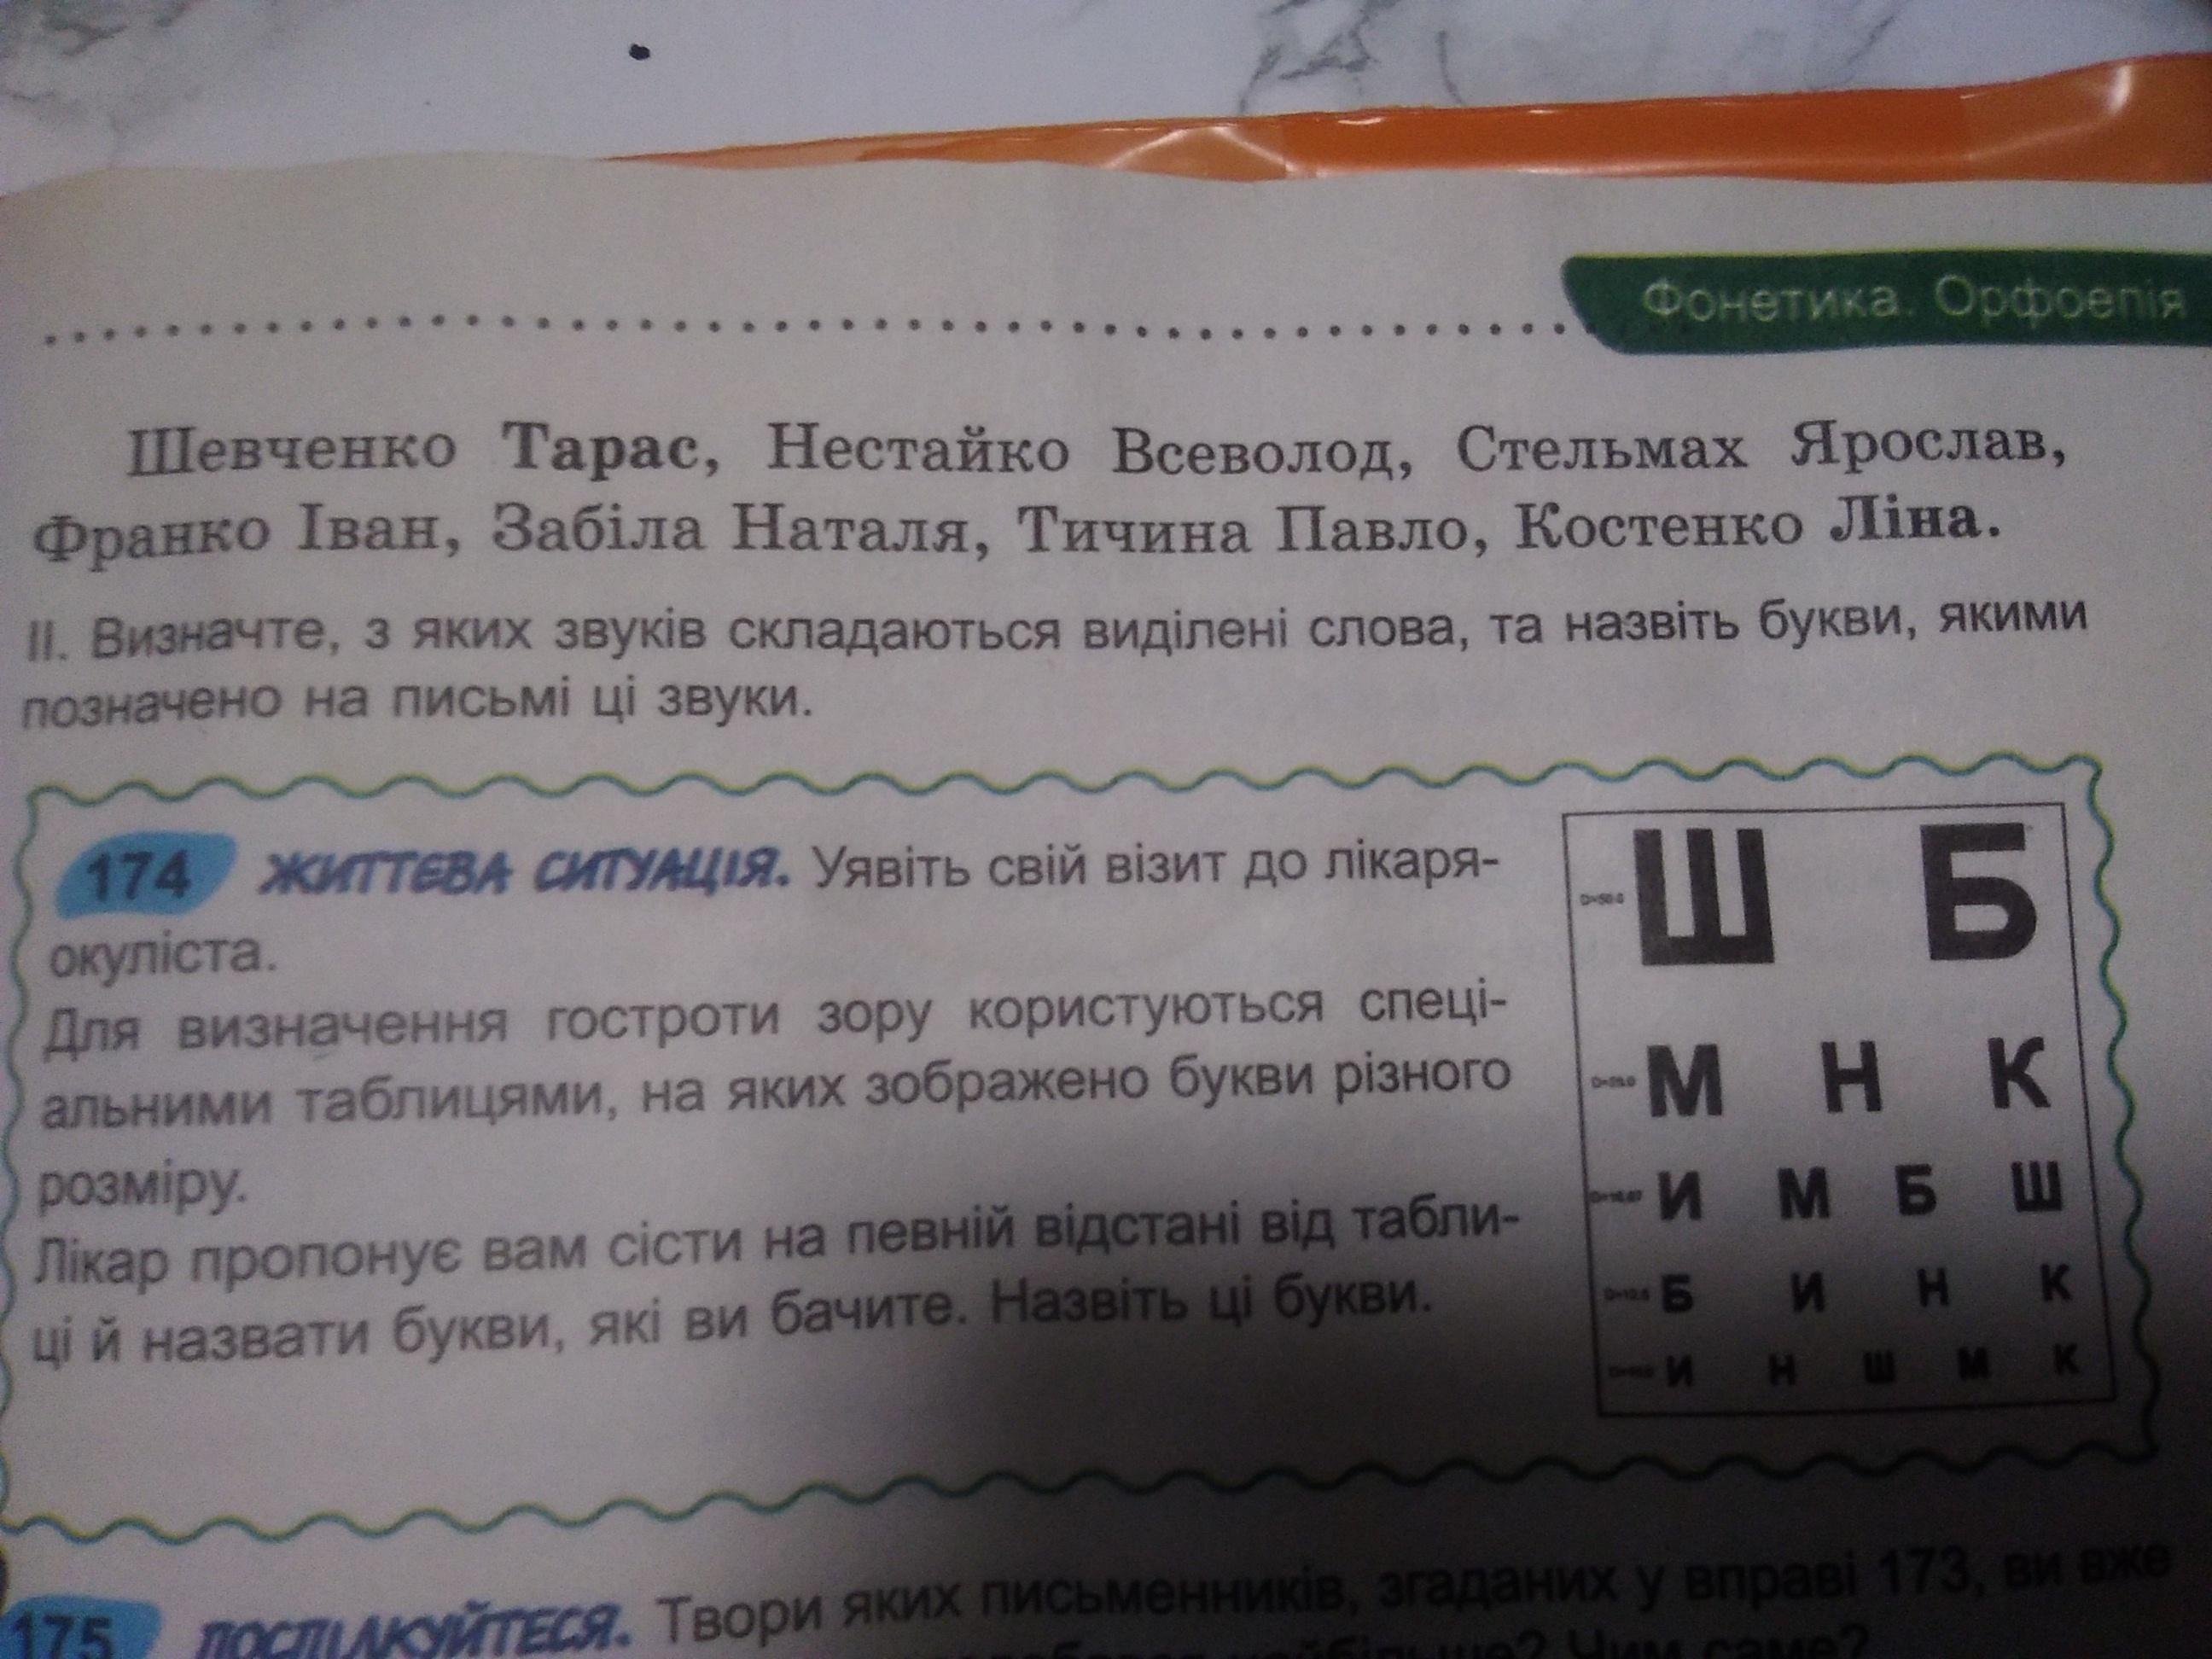 Фонетика. Орфоепія
Шевченко Тарас, Нестайко Всеволод, Стельмах Ярослав,
Франко Іван, Забіла Наталя, Тичина Павло, Костенко Ліна.
ІІ. Визначте, з яких звуків складаються виділені слова, та назвіть букви, якими
позначено на письмі ці звуки.
174 ЖИТТЄВА СИТУАЦІЯ. Уявіть свій візит до лікаря-
окуліста.
Для визначення гостроти зору користуються спеці-
альними таблицями, на яких зображено букви різного
розміру.
Лікар пропонує вам сісти на певній відстані від табли-
ці й назвати букви, які ви бачите. Назвіть ці букви.
Ш Б
М Н К
И М Б Ш
Б И Н К
И Н Ш М К
175 ПОСПІЛКУЙТЕСЯ. Твори яких письменників, згаданих у вправі 173, ви вже
найбільше? Чим саме?